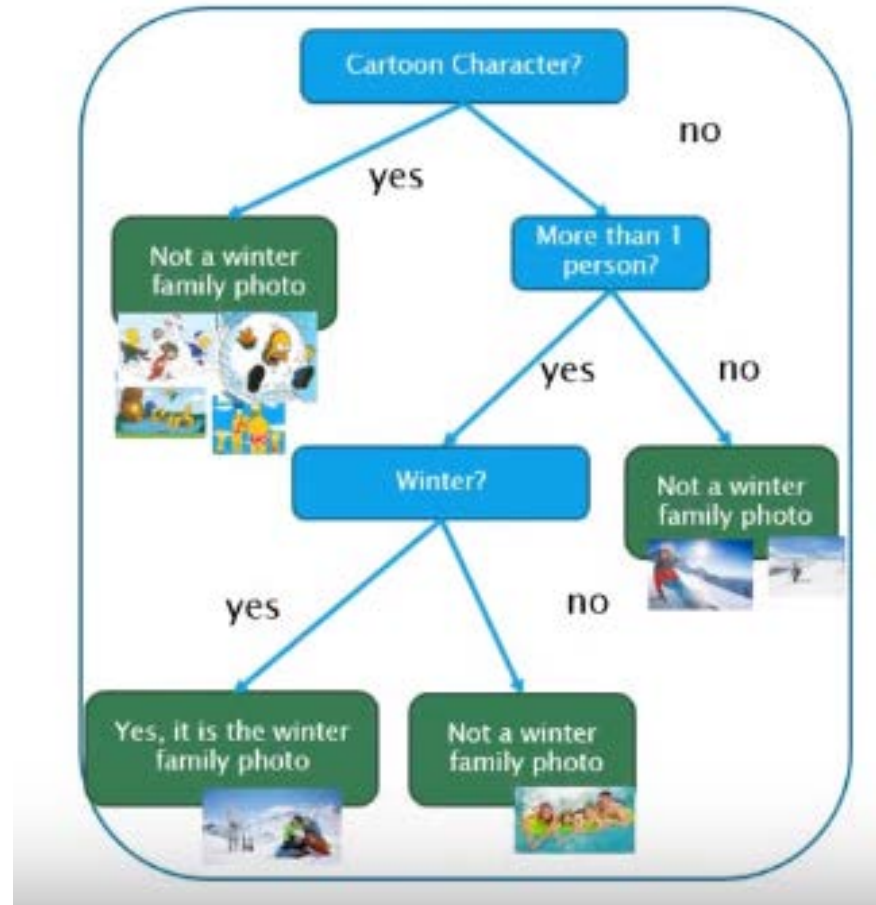 Cartoon Character?
no
yes
More than 1
person?
Not a winter
family photo
yes
no
Winter?
Not a winter
family photo
yes
no
Yes, it is the winter
family photo
Not a winter
family photo